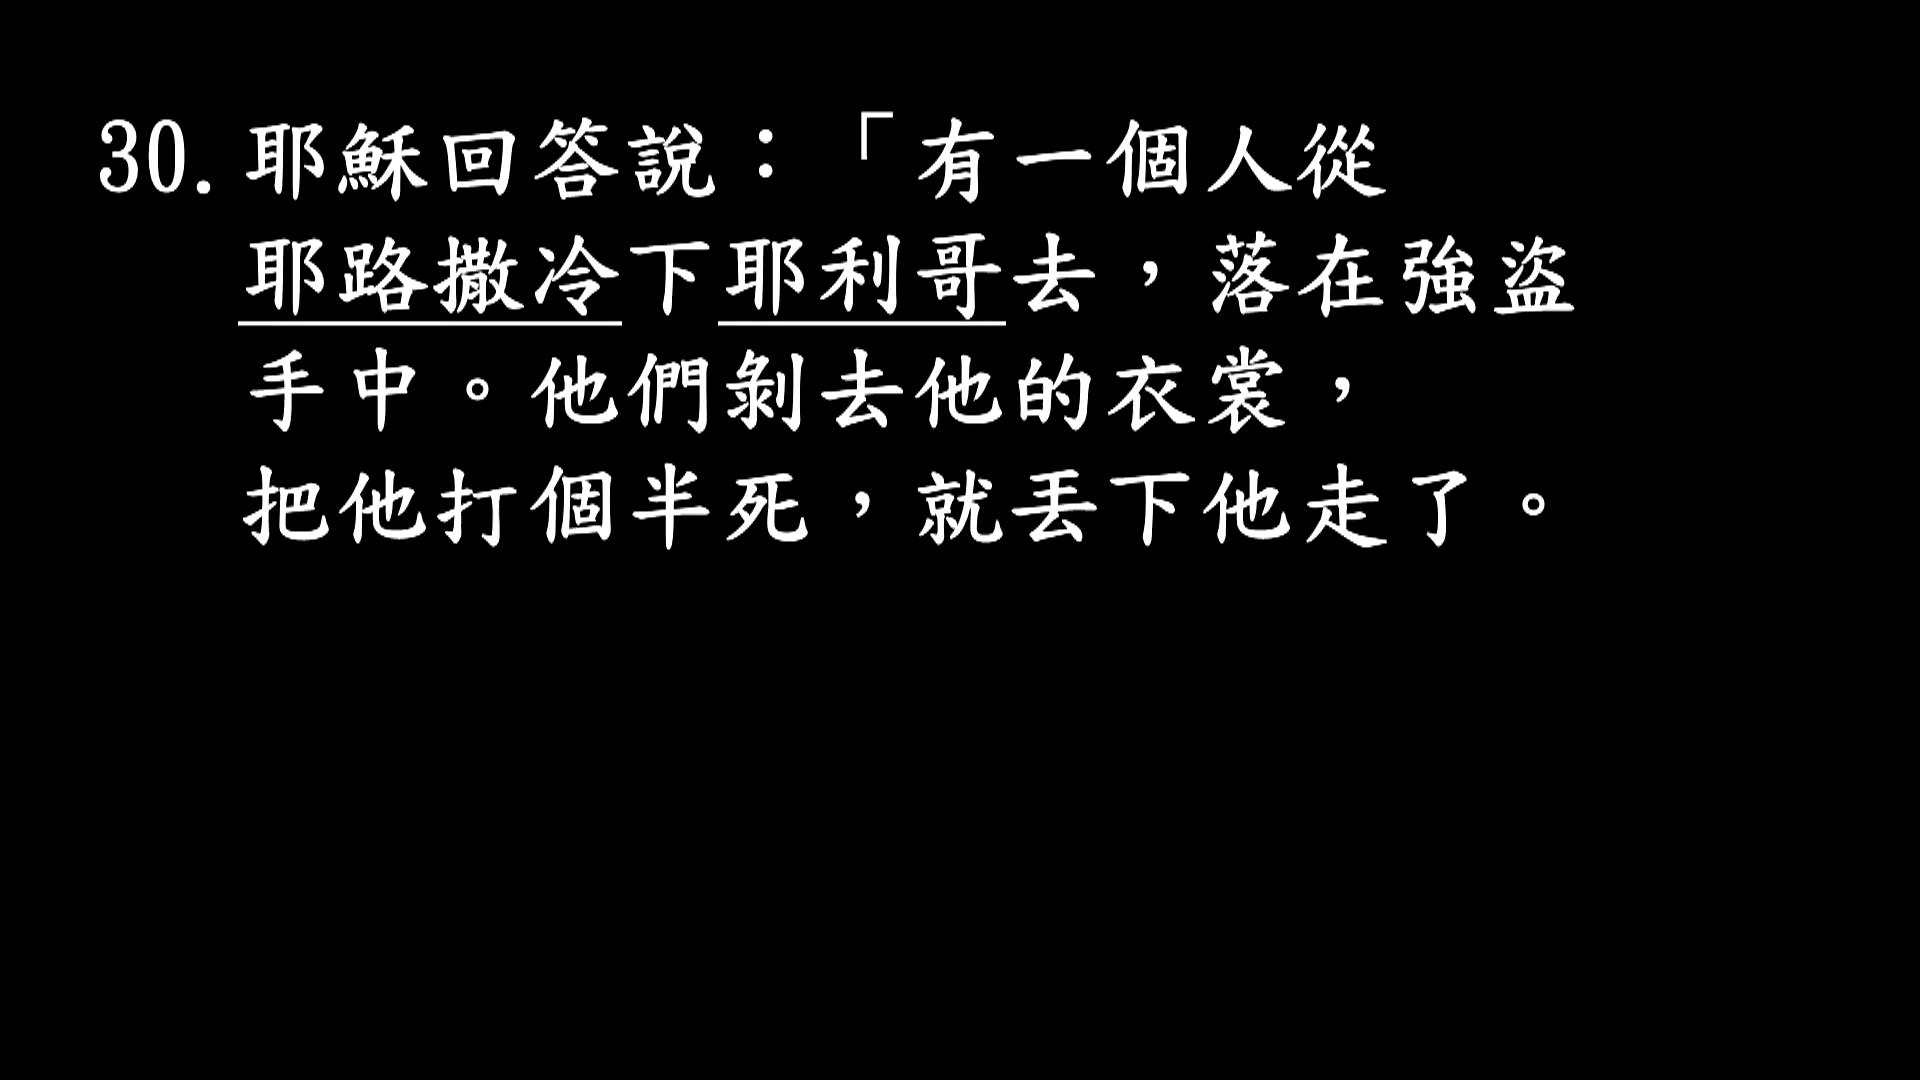 30.耶穌回答說：「有一個人從
耶路撒冷下耶利哥去，落在強盜
手中。他們剝去他的衣裳，
把他打個半死，就丟下他走了。